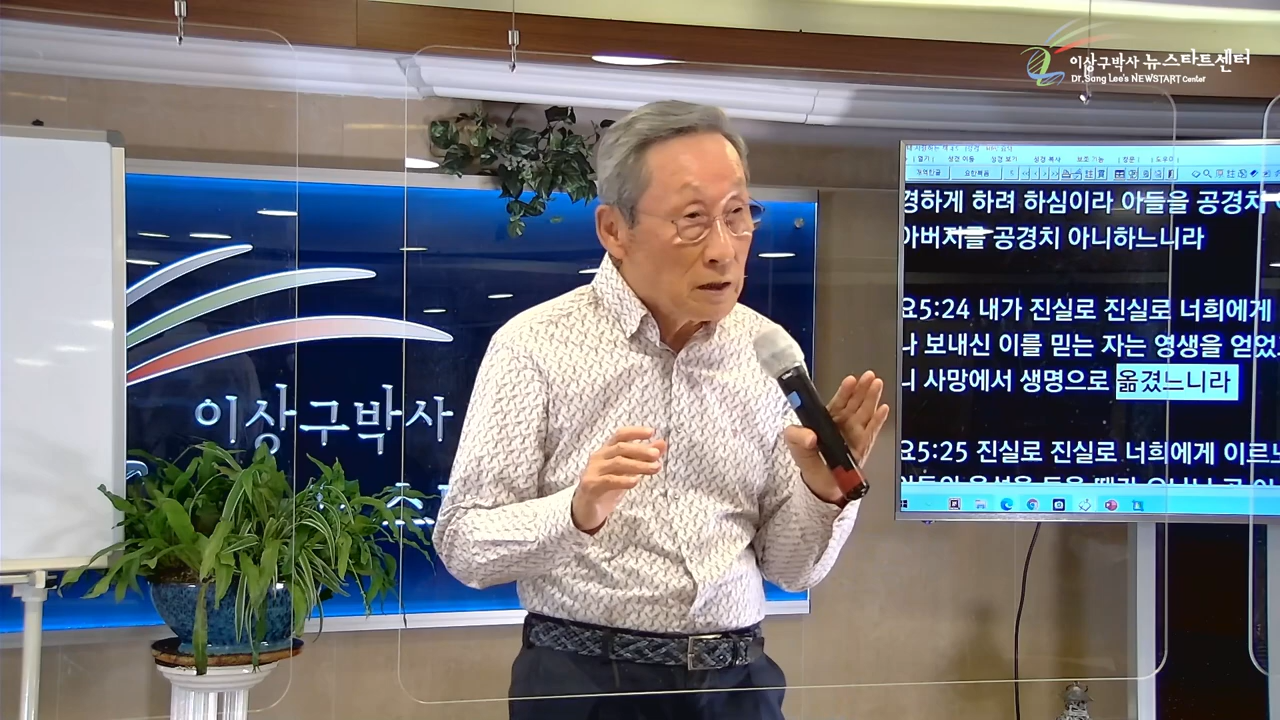 이상구박사 뉴스타트센터
Dr. Sang Lee's NEWSTART Center
이상구박사
경하게 하려 하심이라 아들을 공경치
아버지를 공경치 아니하느니라
요5:24 내가 진실로 진실로 너희에게
나 보내신 이를 믿는 자는 영생을 얻었
니 사망에서 생명으로 옮겼느니라
요5:25 진실로 진실로 너희에게 이르노